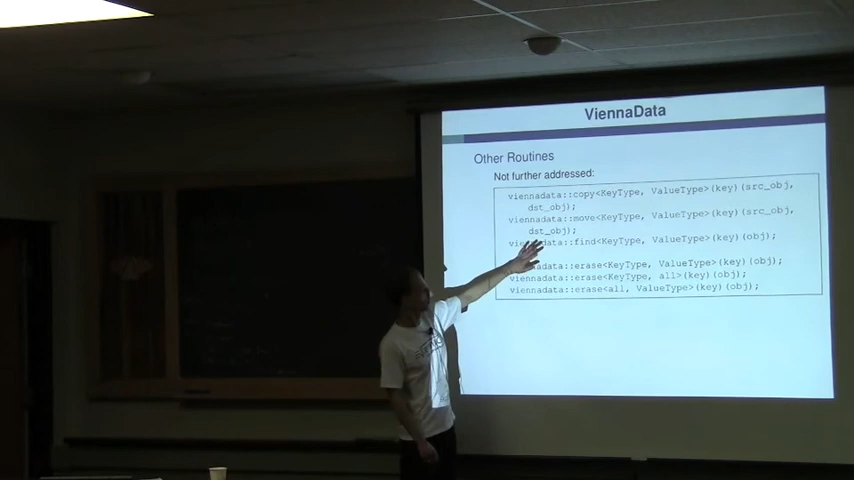 ViennaData
Other Routines
Not further addressed:
viennadata::copy<KeyType, ValueType>(key)(src_obj,
dst_obj);
viennadata::move<KeyType, ValueType>(key)(src_obj,
dst_obj);
viennadata::find<KeyType, ValueType>(key)(obj);
viennadata::erase<KeyType, ValueType>(key)(obj);
viennadata::erase<KeyType, all>(key)(obj);
viennadata::erase<all, ValueType>(key)(obj);